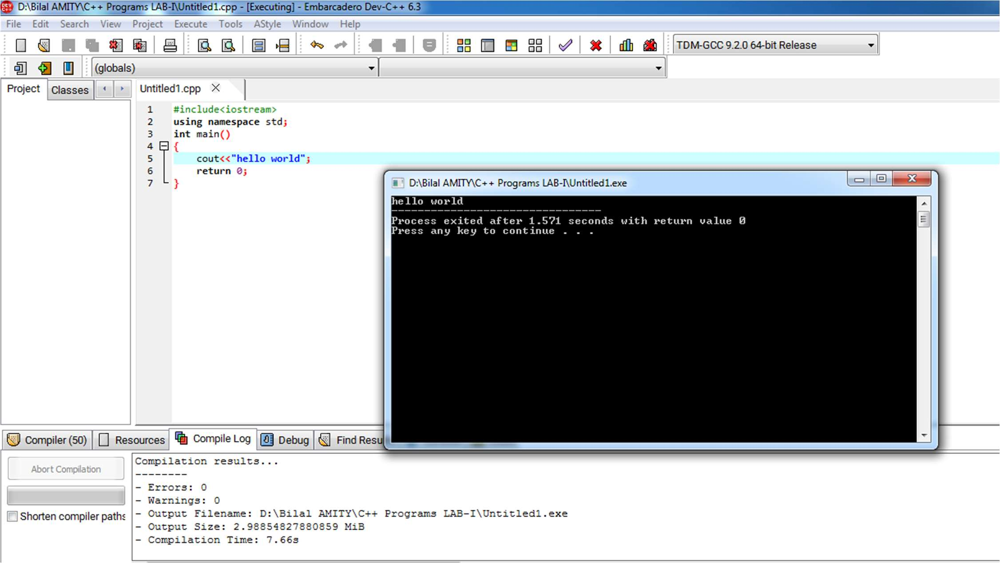 D:\Bilal AMITY\C++ Programs LAB-I\Untitled1.cpp - [Executing] - Embarcadero Dev-C++ 6.3
File Edit Search View Project Execute Tools AStyle Window Help
TDM-GCC 9.2.0 64-bit Release
(globals)
Project Classes
Untitled1.cpp
1 #include<iostream>
2 using namespace std;
3 int main()
4 {
5 cout<<"hello world";
6 return 0;
7 }
D:\Bilal AMITY\C++ Programs LAB-I\Untitled1.exe
hello world
--------------------------------
Process exited after 1.571 seconds with return value 0
Press any key to continue . . .
Compiler (50) Resources Compile Log Debug Find Resu
Abort Compilation
Shorten compiler paths
Compilation results...
--------
- Errors: 0
- Warnings: 0
- Output Filename: D:\Bilal AMITY\C++ Programs LAB-I\Untitled1.exe
- Output Size: 2.98854827880859 MiB
- Compilation Time: 7.66s